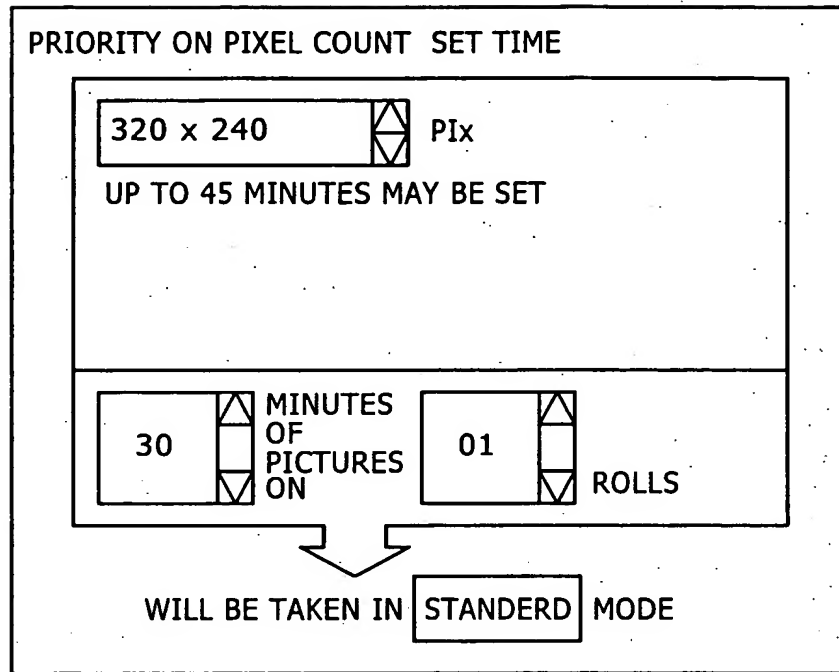 PRIORITY ON PIXEL COUNT SET TIME
320 x 240 PIx
UP TO 45 MINUTES MAY BE SET
30 MINUTES OF PICTURES ON 01 ROLLS
WILL BE TAKEN IN STANDERD MODE